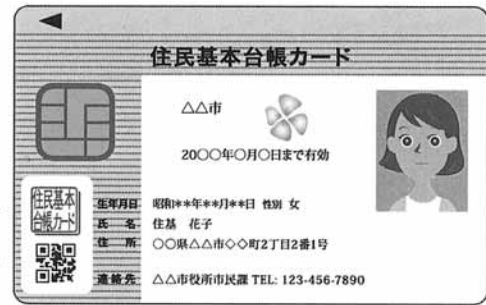 住民基本台帳カード
△△市
20○○年○月○日まで有効
住民基本
台帳カード
生年月日 昭和**年**月**日 性別 女
氏 名 住基 花子
住 所 ○○県△△市◇◇町2丁目2番1号
連絡先 △△市役所市民課 TEL: 123-456-7890